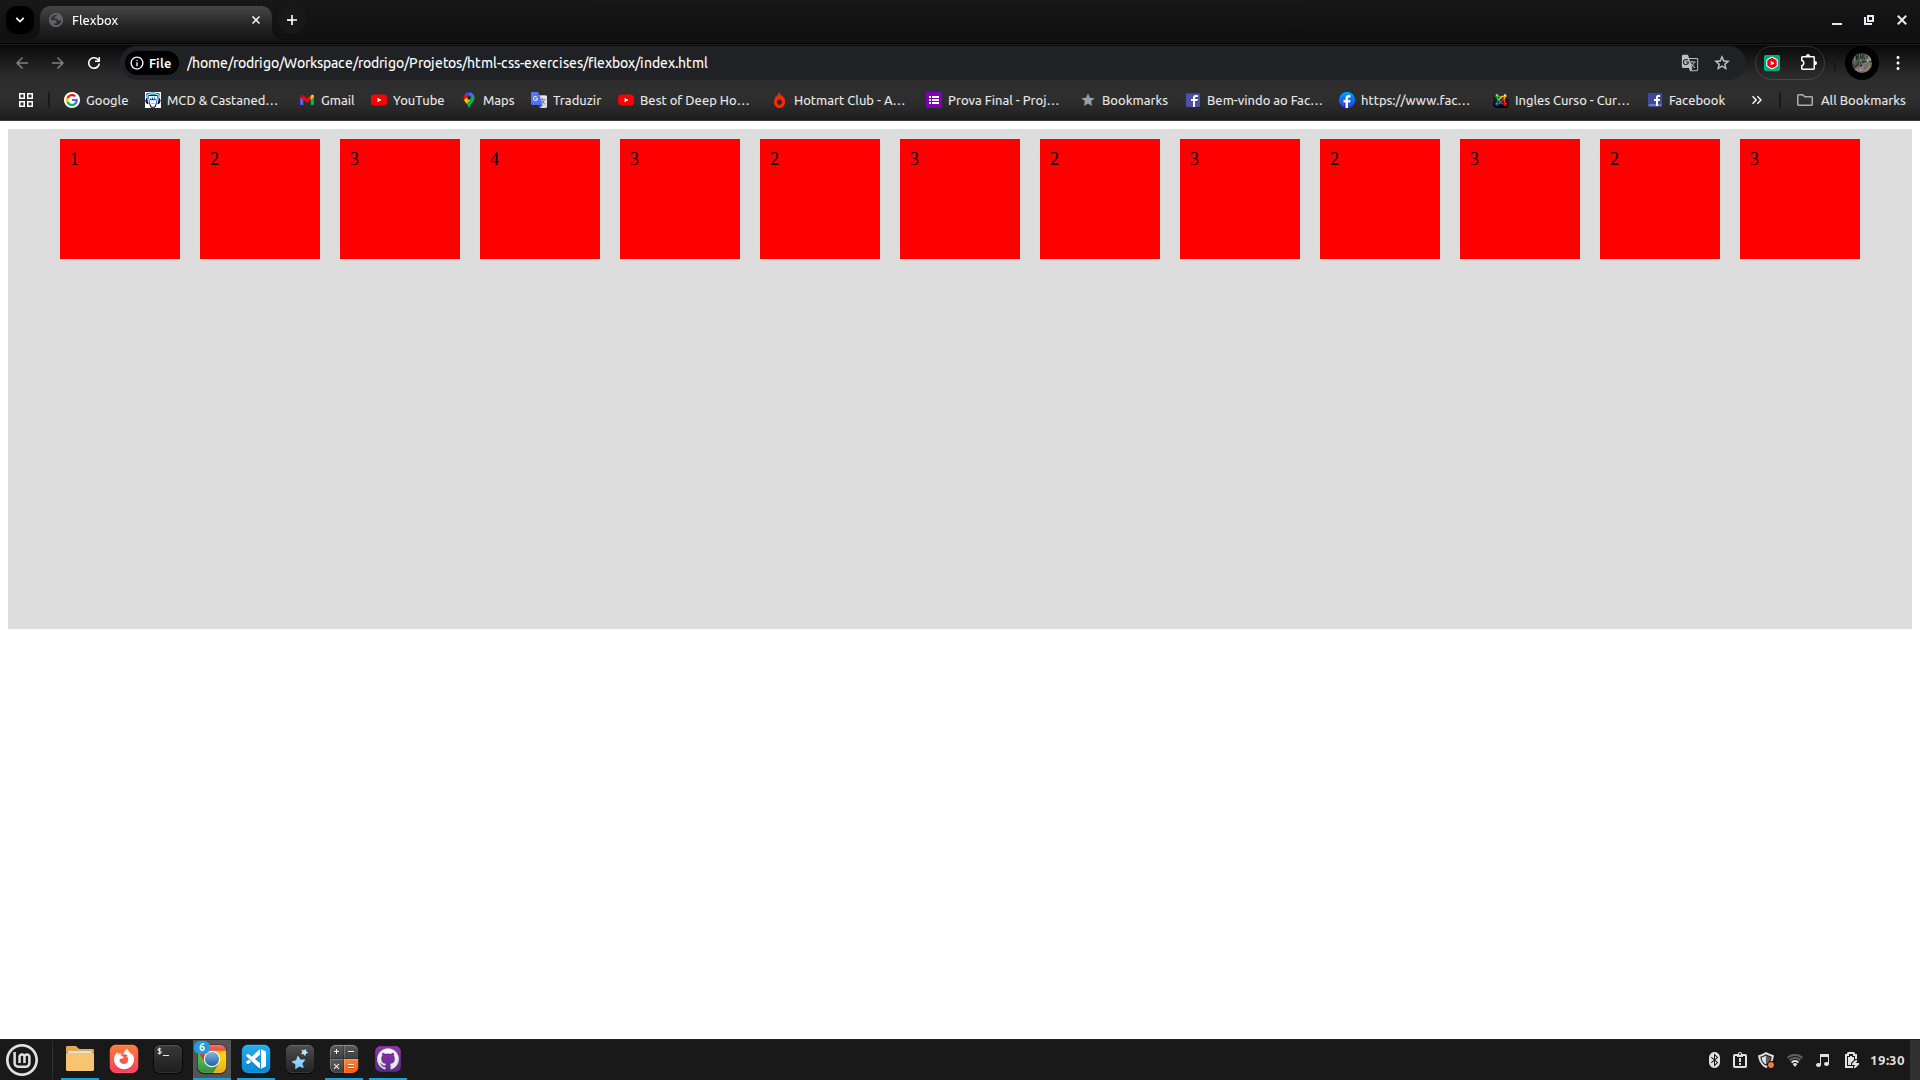 Flexbox
File /home/rodrigo/Workspace/rodrigo/Projetos/html-css-exercises/flexbox/index.html
Google MCD & Castaned... Gmail YouTube Maps Traduzir Best of Deep Ho... Hotmart Club - A... Prova Final - Proj... Bookmarks Bem-vindo ao Fac... https://www.fac... Ingles Curso - Cur... Facebook » All Bookmarks
1 2 3 4 3 2 3 2 3 2 3 2 3
6 19:30